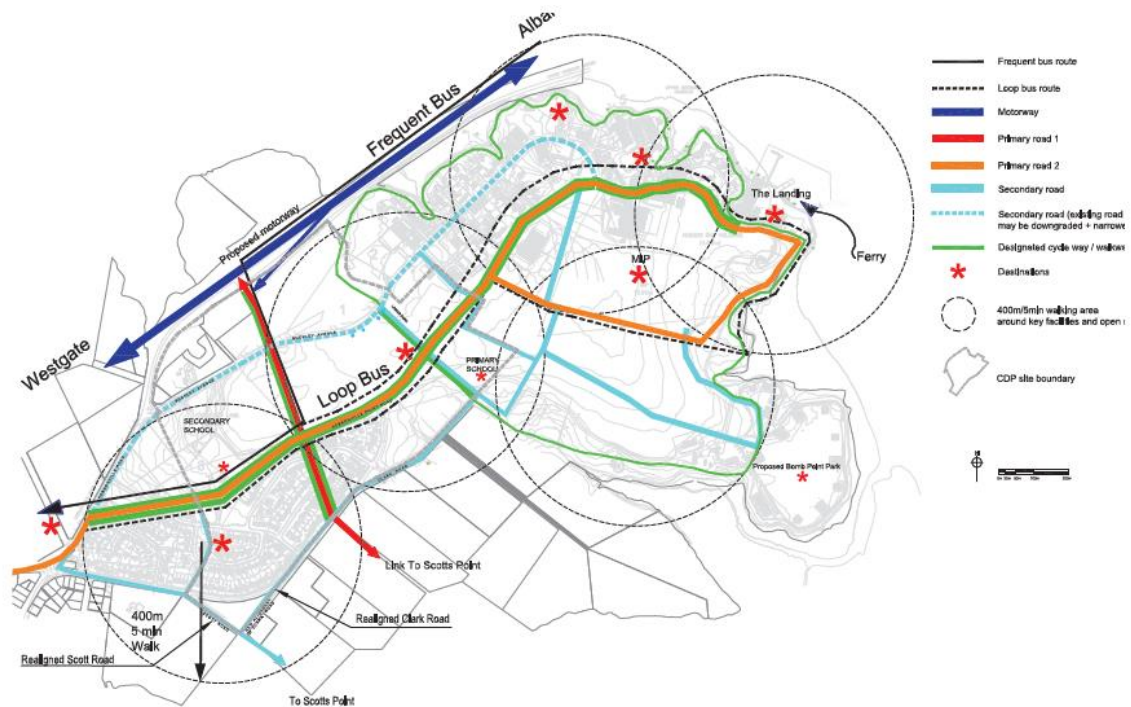 Albar
Frequent Bus
Proposed motorway
Westgate
Loop Bus
SECONDARY
SCHOOL
PRIMARY
SCHOOL
MIP
The Landing
Ferry
Proposed Bomb Point Park
Link To Scotts Point
Realigned Clark Road
400m
5 min
Walk
Realigned Scott Road
To Scotts Point
Frequent bus route
Loop bus route
Motorway
Primary road 1
Primary road 2
Secondary road
Secondary road (existing road
may be downgraded + narrowe
Designated cycle way / walkwa
Destinations
400m/5min walking area
around key facilities and open
CDP site boundary